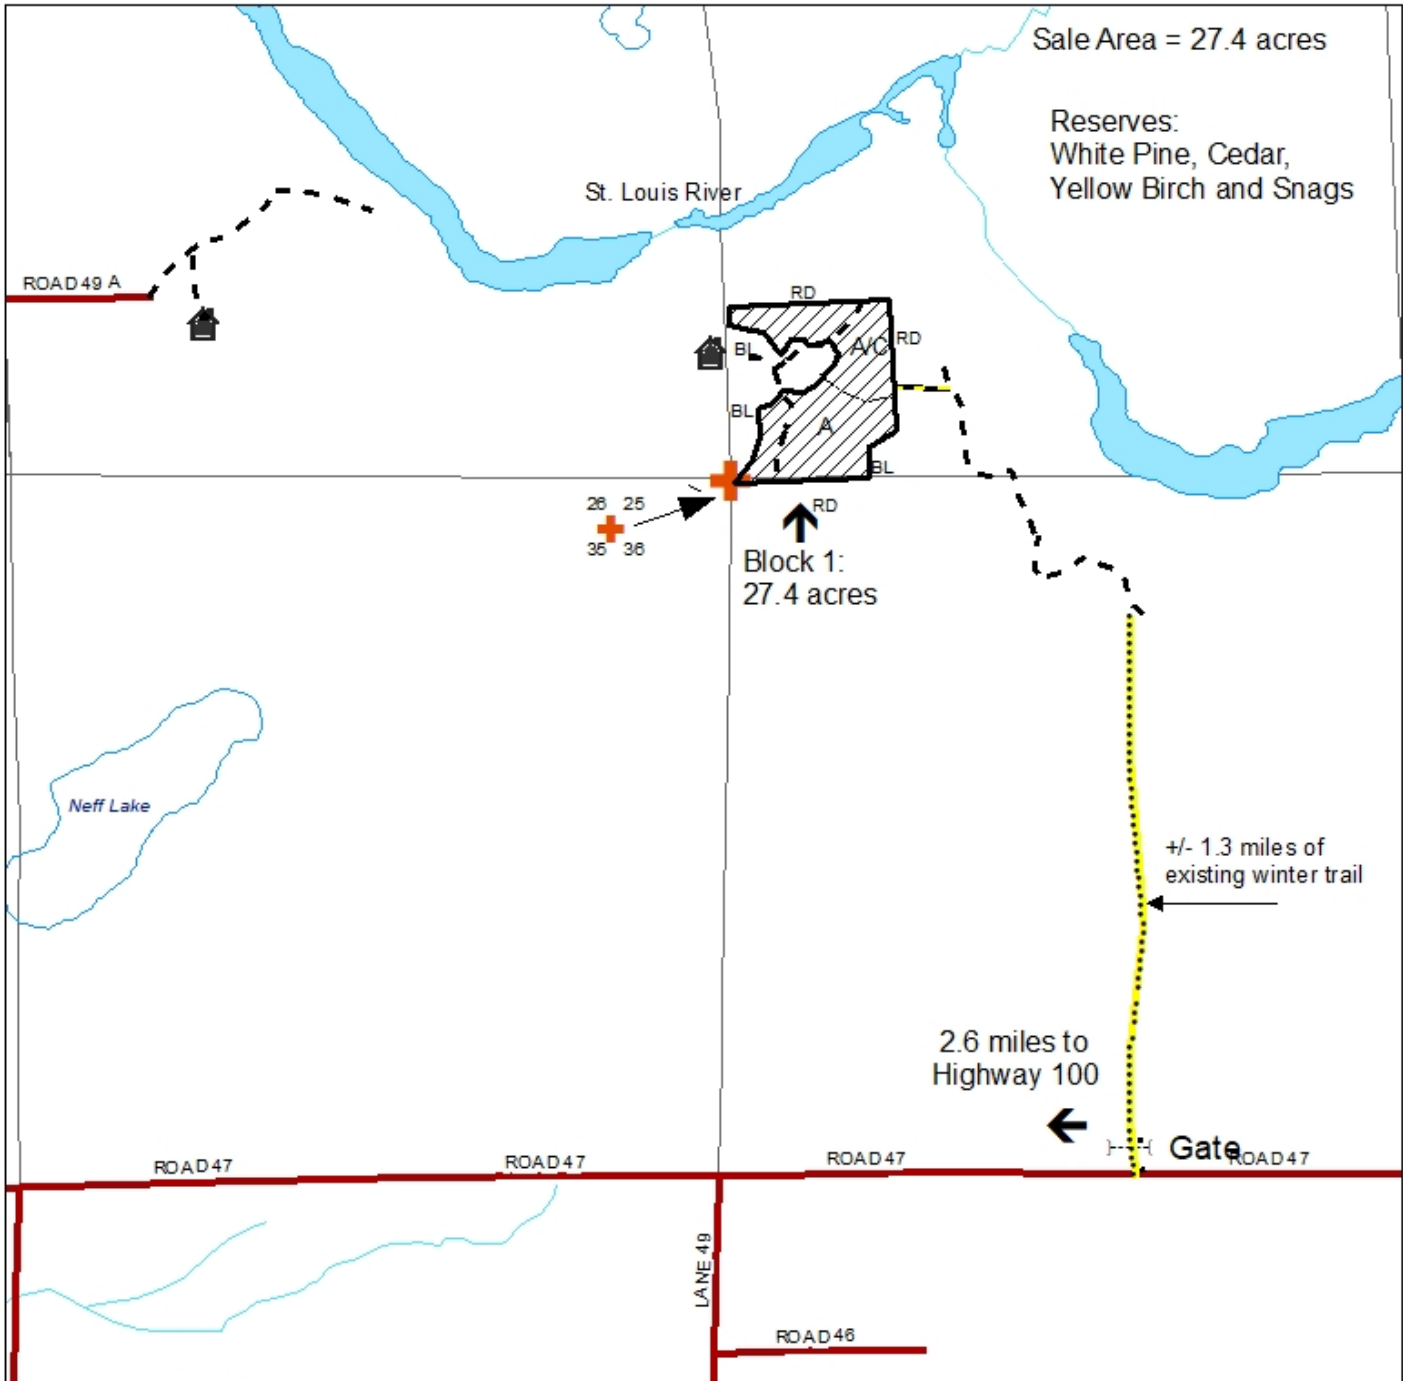 Sale Area = 27.4 acres
Reserves:
White Pine, Cedar,
Yellow Birch and Snags
St. Louis River
ROAD 49 A
RD
BL
A/C
RD
BL
A
BL
RD
26 25
35 36
Block 1:
27.4 acres
Neff Lake
+/- 1.3 miles of
existing winter trail
2.6 miles to
Highway 100
Gate
ROAD 47
ROAD 47
ROAD 47
ROAD 47
LANE 49
ROAD 46